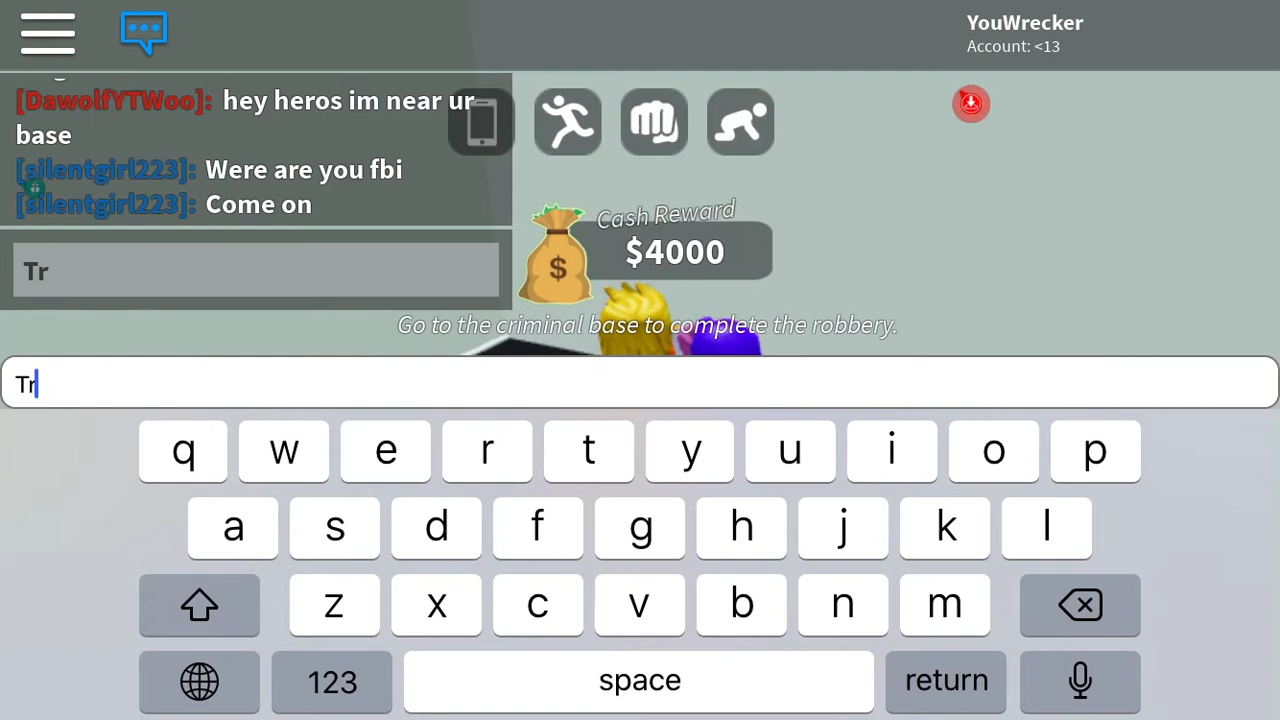 YouWrecker
Account: <13
[DawolfYTWoo]: hey heros im near ur
base
[silentgirl223]: Were are you fbi
[silentgirl223]: Come on
Tr
Cash Reward
$4000
Go to the criminal base to complete the robbery.
Tr
q w e r t y u i o p
a s d f g h j k l
z x c v b n m
123 space return